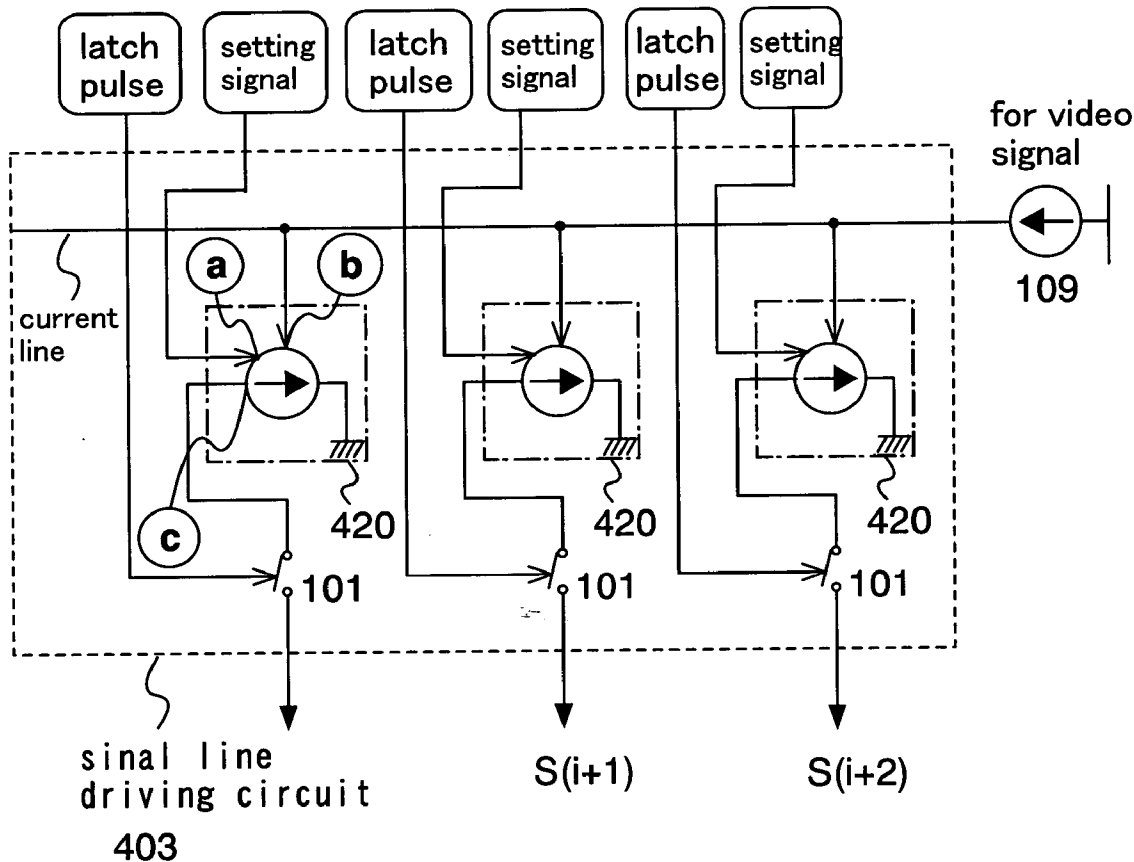 latch
pulse
setting
signal
latch
pulse
setting
signal
latch
pulse
setting
signal
for video
signal
109
a
b
current
line
c
420
420
420
101
101
101
sinal line
driving circuit
403
S(i+1)
S(i+2)